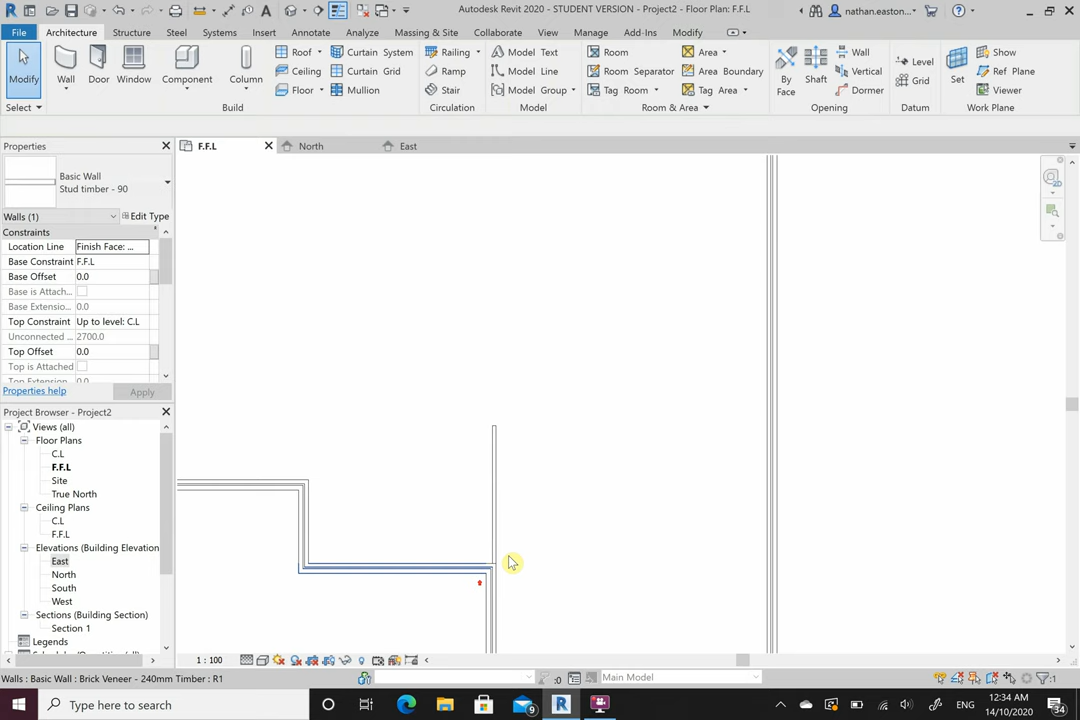 Autodesk Revit 2020 - STUDENT VERSION - Project2 - Floor Plan: F.F.L
nathan.easton...
File Architecture Structure Steel Systems Insert Annotate Analyze Massing & Site Collaborate View Manage Add-Ins Modify
Modify Wall Door Window Component Column
Roof Curtain System Railing Model Text Room Area Wall Show
Ceiling Curtain Grid Ramp Model Line Room Separator Area Boundary Vertical Level Ref Plane
Floor Mullion Stair Model Group Tag Room Tag Area Dormer Grid Viewer
By Face Shaft Set
Select Build Circulation Model Room & Area Opening Datum Work Plane
Properties
F.F.L North East
Basic Wall
Stud timber - 90
Walls (1) Edit Type
Constraints
Location Line Finish Face: ...
Base Constraint F.F.L
Base Offset 0.0
Base is Attach...
Base Extensio... 0.0
Top Constraint Up to level: C.L
Unconnected ... 2700.0
Top Offset 0.0
Top is Attached
Top Extension 0.0
Properties help Apply
Project Browser - Project2
Views (all)
Floor Plans
C.L
F.F.L
Site
True North
Ceiling Plans
C.L
F.F.L
Elevations (Building Elevation
East
North
South
West
Sections (Building Section)
Section 1
Legends
1 : 100
Walls : Basic Wall : Brick Veneer - 240mm Timber : R1
:0 Main Model :1
Type here to search
9
ENG
12:34 AM
14/10/2020
34